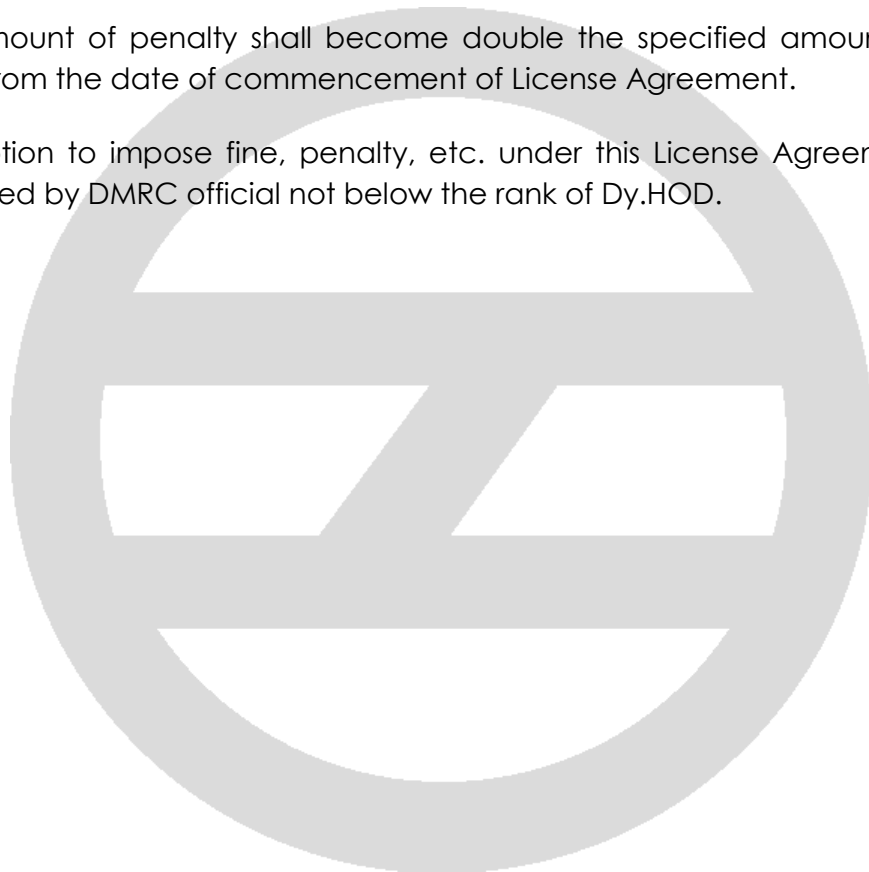 mount of penalty shall become double the specified amoun
rom the date of commencement of License Agreement.
tion to impose fine, penalty, etc. under this License Agreer
ed by DMRC official not below the rank of Dy.HOD.